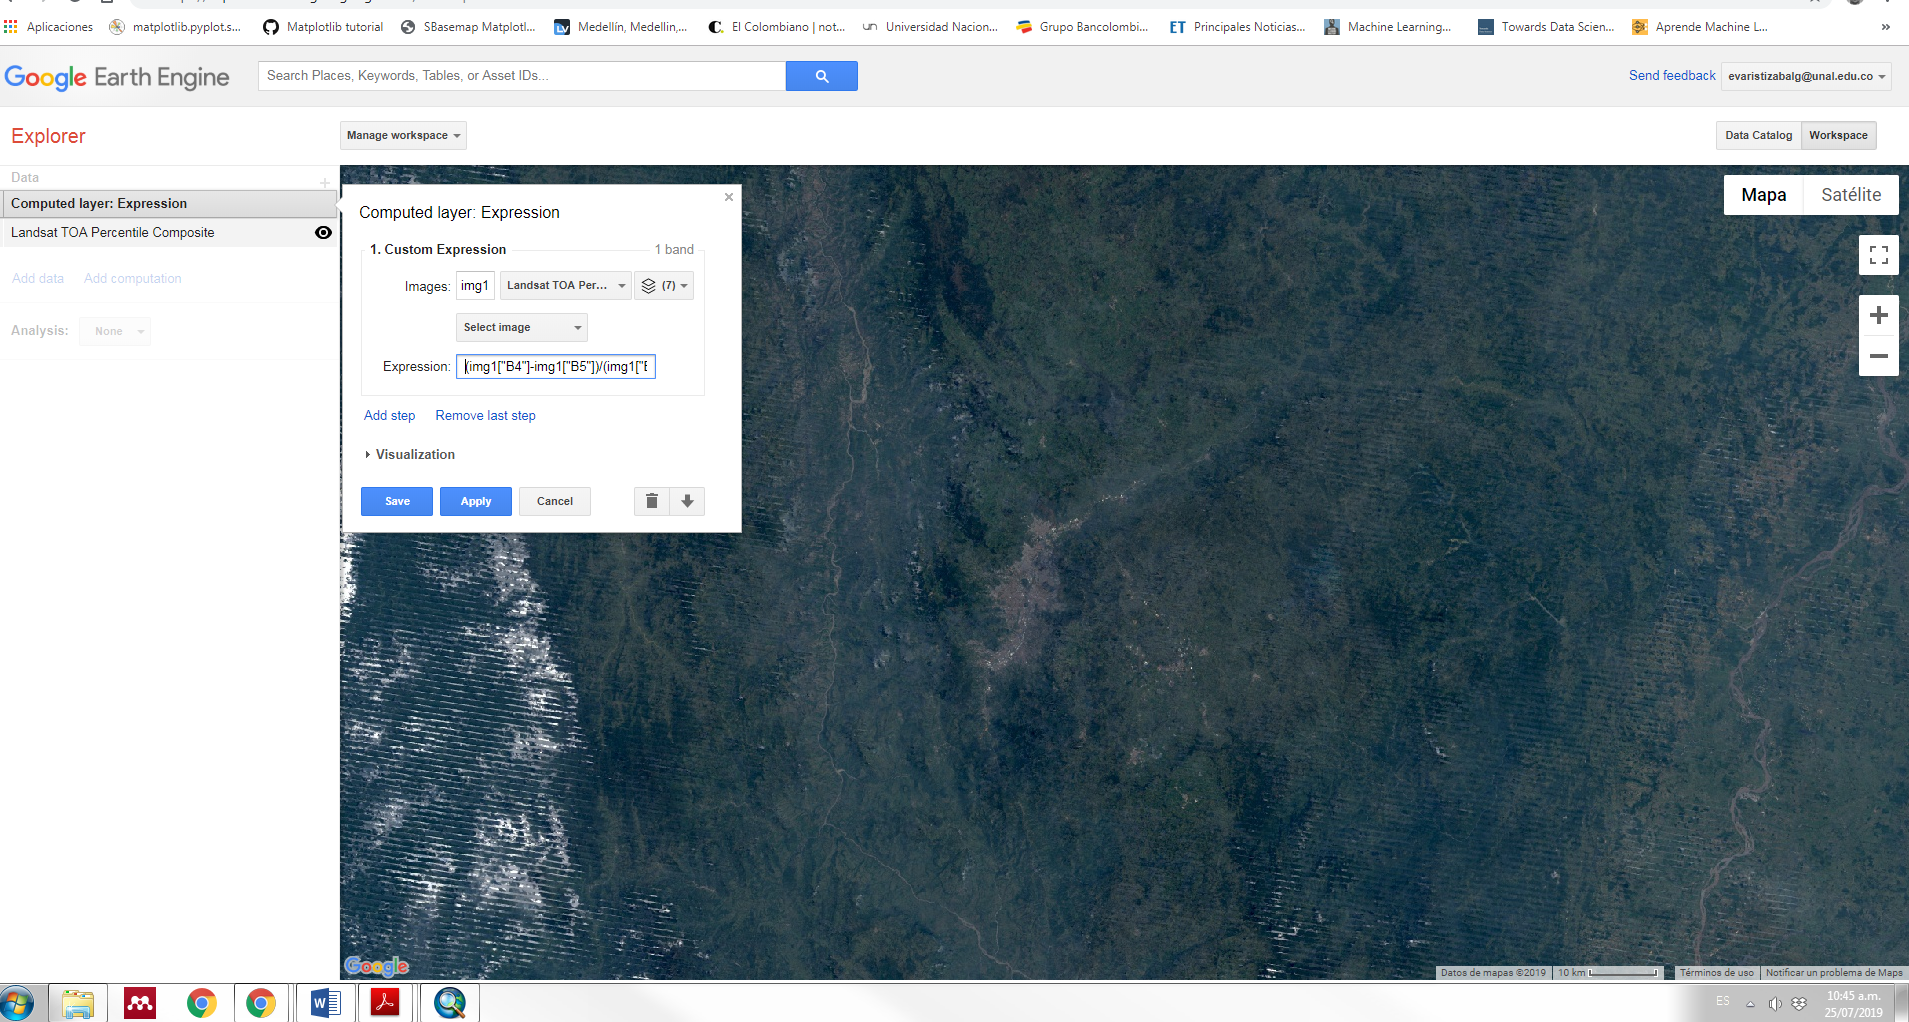 Aplicaciones matplotlib.pyplot.s... Matplotlib tutorial SBasemap Matplotl... Medellín, Medellin,... El Colombiano | not... Universidad Nacion... Grupo Bancolombi... Principales Noticias... Machine Learning... Towards Data Scien... Aprende Machine L... »
Google Earth Engine
Search Places, Keywords, Tables, or Asset IDs...
Send feedback evaristizabalg@unal.edu.co
Explorer
Manage workspace
Data Catalog Workspace
Data
Computed layer: Expression
Landsat TOA Percentile Composite
Add data Add computation
Analysis: None
Computed layer: Expression
1. Custom Expression 1 band
Images: img1 Landsat TOA Per... (7)
Select image
Expression: (img1["B4"]-img1["B5"])/(img1["B
Add step Remove last step
Visualization
Save Apply Cancel
Mapa Satélite
Google
Datos de mapas ©2019 10 km Términos de uso Notificar un problema de Maps
ES
10:45 a.m.
25/07/2019